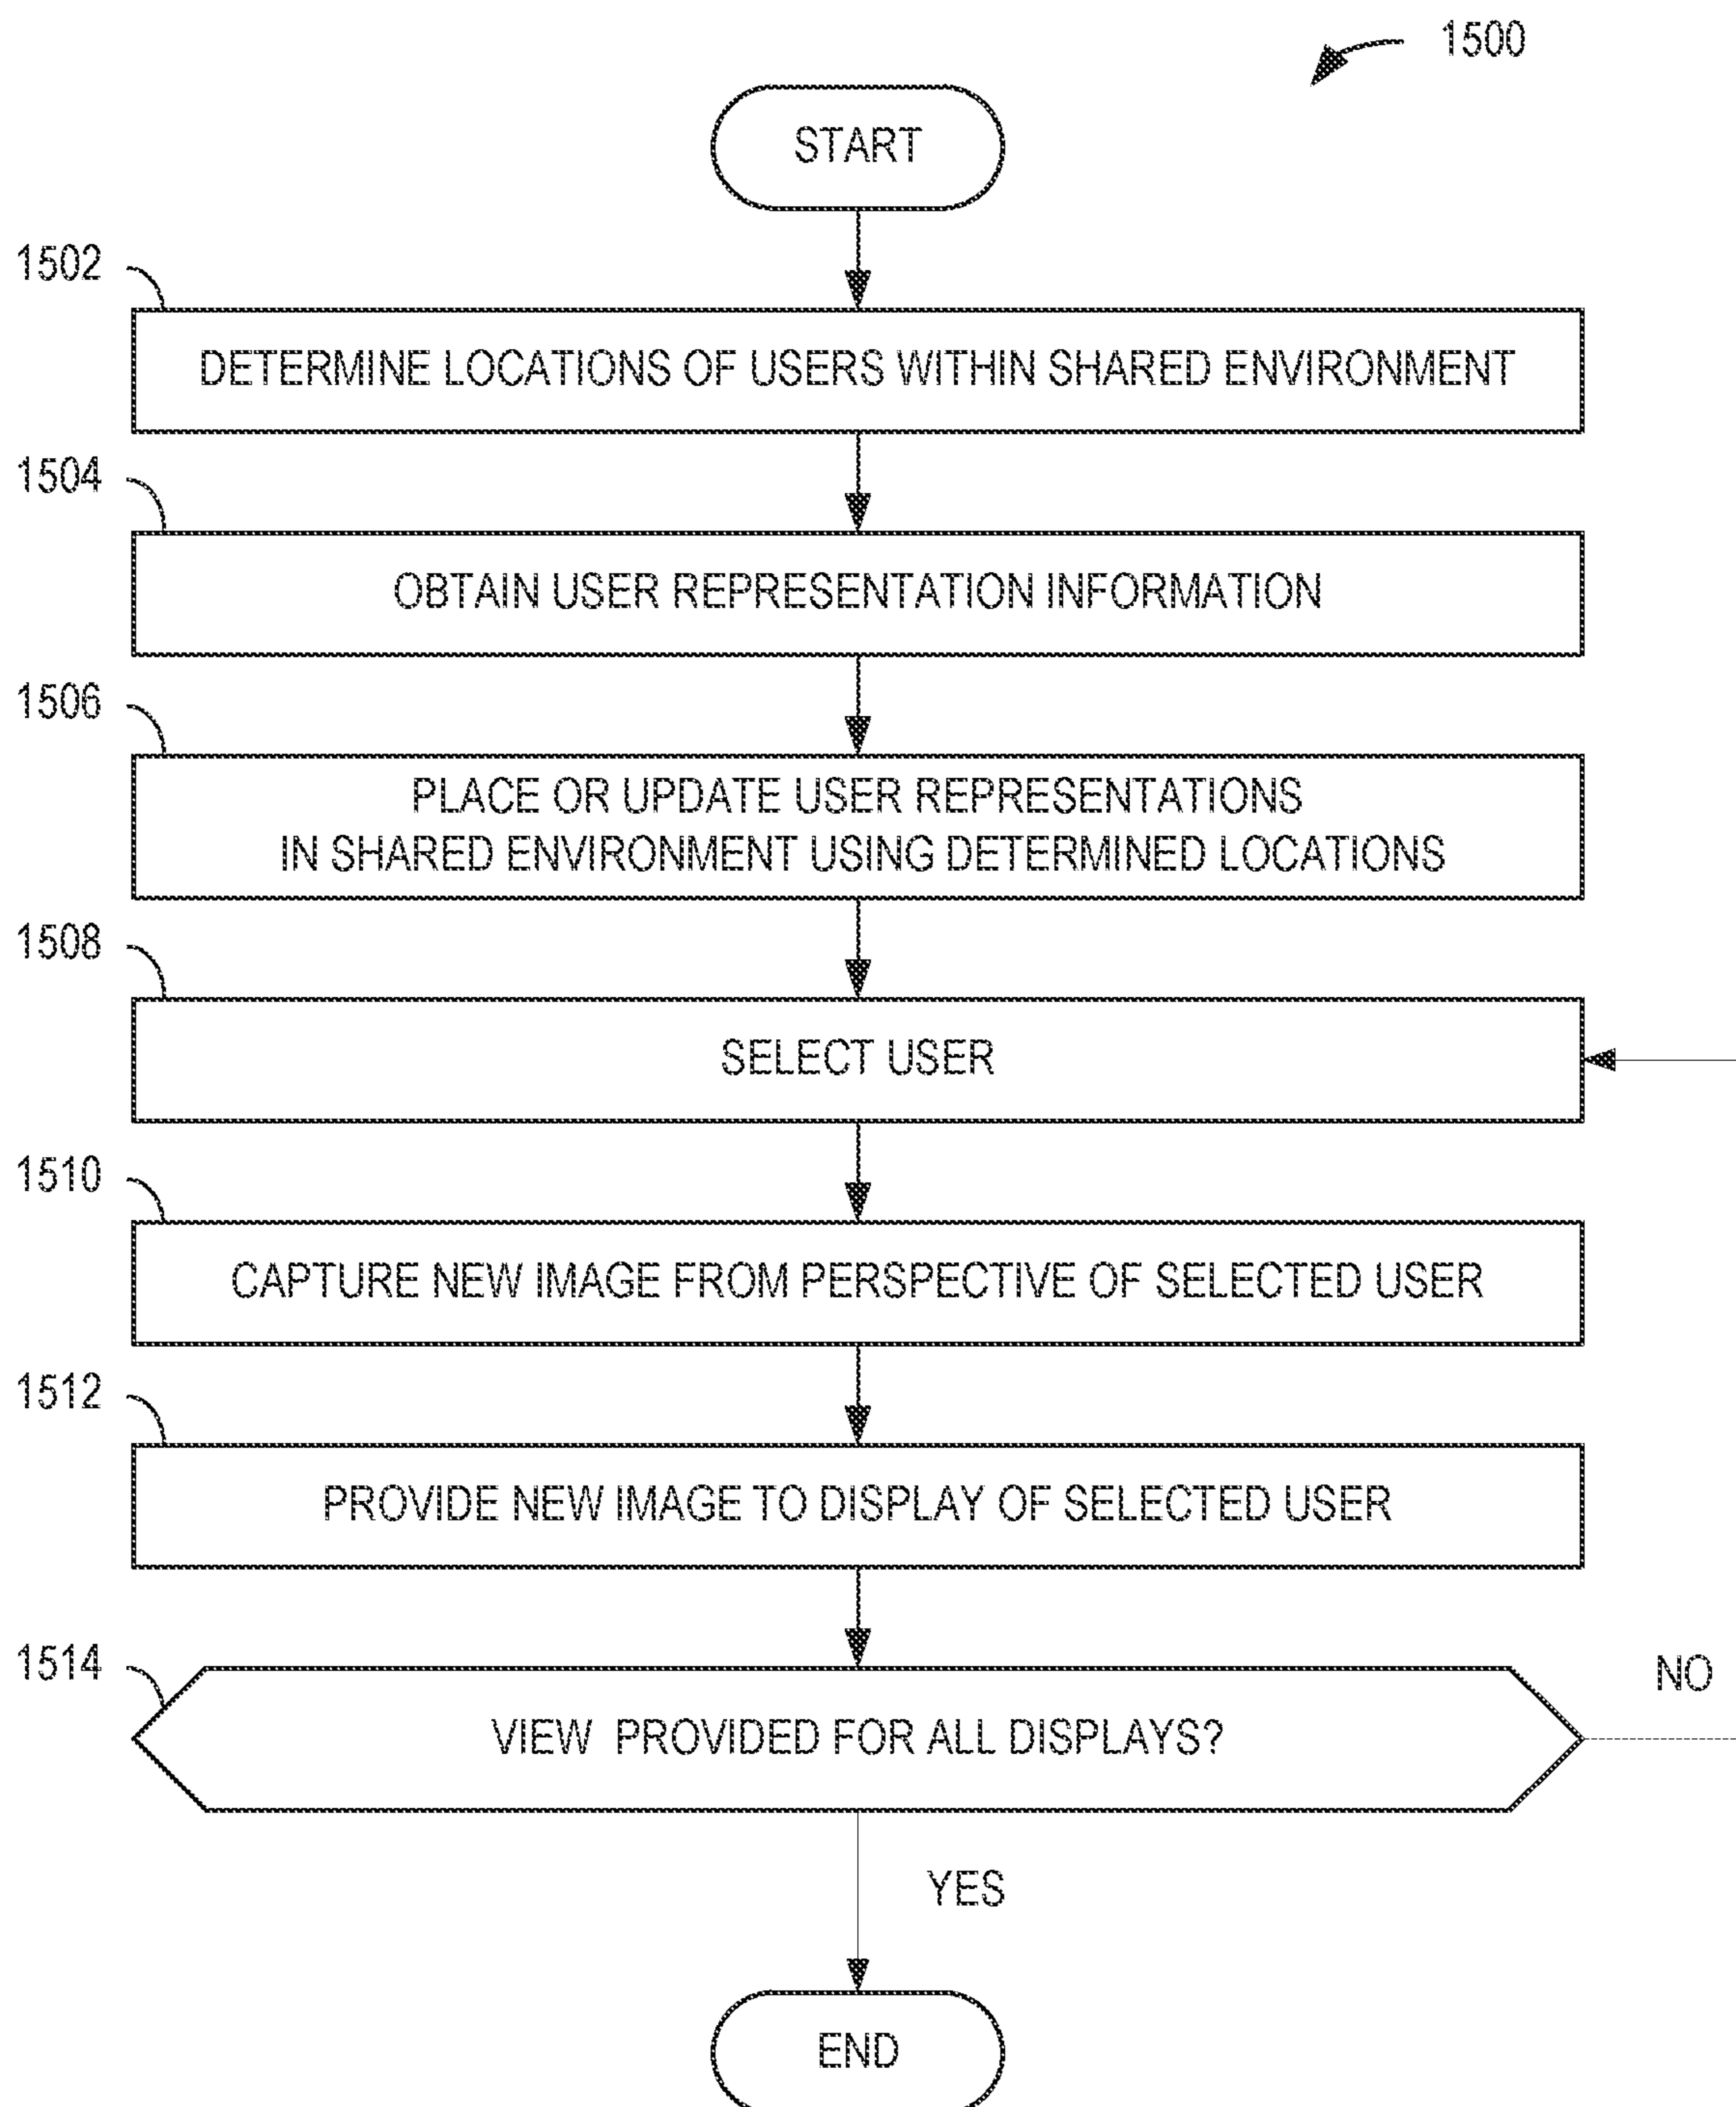 1500
START
1502
DETERMINE LOCATIONS OF USERS WITHIN SHARED ENVIRONMENT
1504
OBTAIN USER REPRESENTATION INFORMATION
1506
PLACE OR UPDATE USER REPRESENTATIONS
IN SHARED ENVIRONMENT USING DETERMINED LOCATIONS
1508
SELECT USER
1510
CAPTURE NEW IMAGE FROM PERSPECTIVE OF SELECTED USER
1512
PROVIDE NEW IMAGE TO DISPLAY OF SELECTED USER
1514
VIEW PROVIDED FOR ALL DISPLAYS?
NO
YES
END